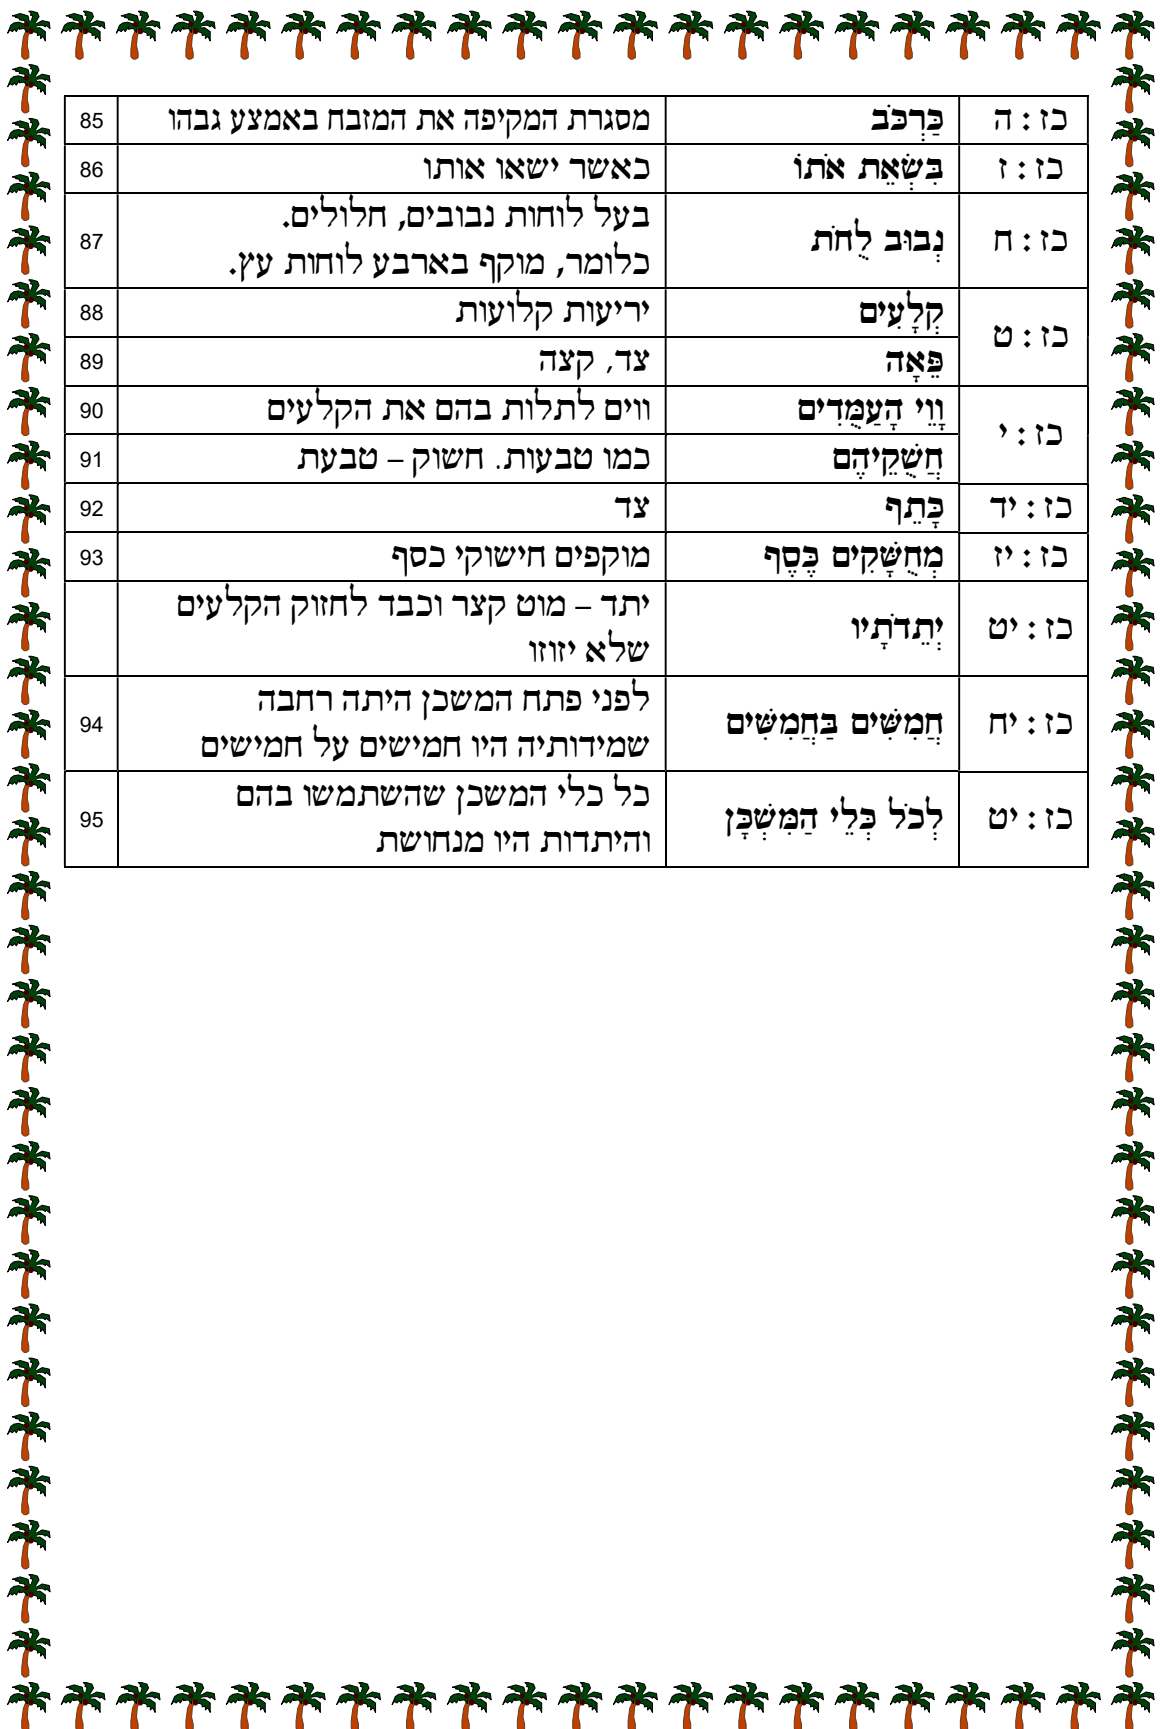 כז : ה כַּרְכֹּב מסגרת המקיפה את המזבח באמצע גבהו 85
כז : ז בִּשְׂאֵת אֹתוֹ כאשר ישאו אותו 86
כז : ח נְבוּב לֻחֹת בעל לוחות נבובים, חלולים.
כלומר, מוקף בארבע לוחות עץ. 87
כז : ט קְלָעִים יריעות קלועות 88
פֵּאָה צד, קצה 89
כז : י וָוֵי הָעַמֻּדִים ווים לתלות בהם את הקלעים 90
חֲשֻׁקֵיהֶם כמו טבעות. חשוק – טבעת 91
כז : יד כָּתֵף צד 92
כז : יז מְחֻשָּׁקִים כֶּסֶף מוקפים חישוקי כסף 93
כז : יט יְתֵדֹתָיו יתד – מוט קצר וכבד לחזוק הקלעים
שלא יזוזו
כז : יח חֲמִשִּׁים בַּחֲמִשִּׁים לפני פתח המשכן היתה רחבה
שמידותיה היו חמישים על חמישים 94
כז : יט לְכֹל כְּלֵי הַמִּשְׁכָּן כל כלי המשכן שהשתמשו בהם
והיתדות היו מנחושת 95